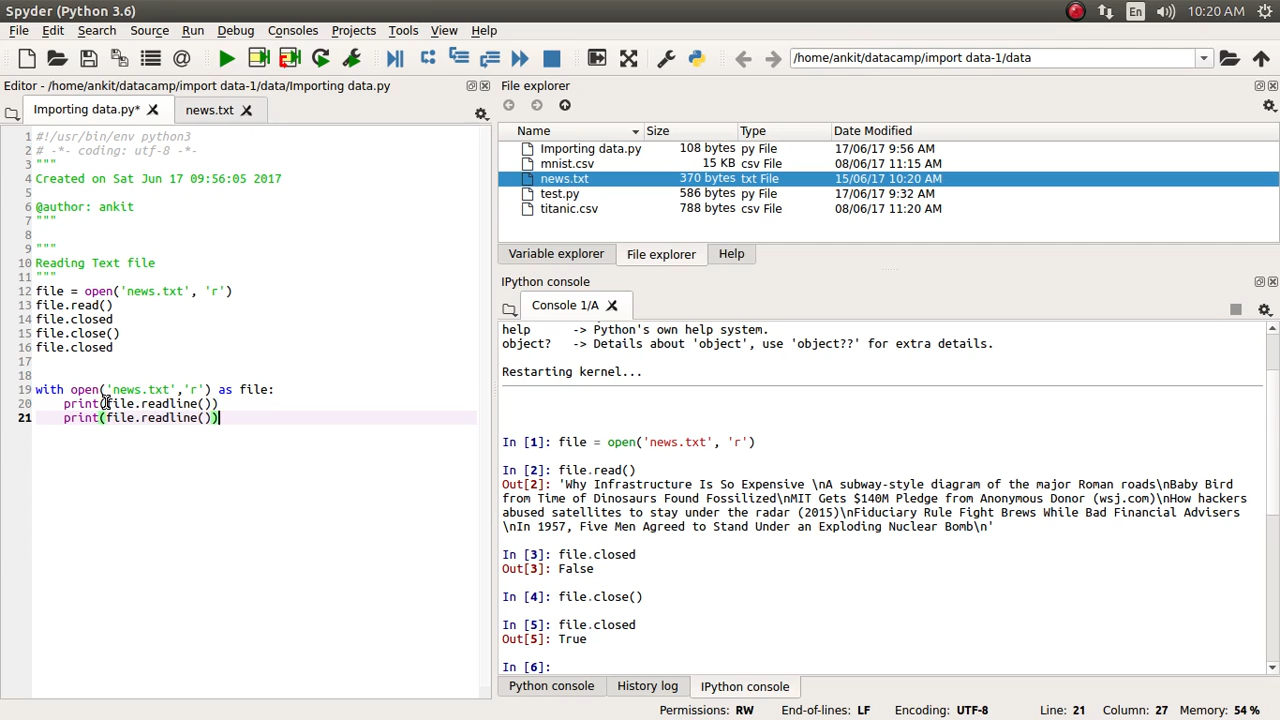 Spyder (Python 3.6)
En
10:20 AM
File Edit Search Source Run Debug Consoles Projects Tools View Help
/home/ankit/datacamp/import data-1/data
Editor - /home/ankit/datacamp/import data-1/data/Importing data.py
Importing data.py*
news.txt
1 #!/usr/bin/env python3
2 # -*- coding: utf-8 -*-
3 """
4 Created on Sat Jun 17 09:56:05 2017
5
6 @author: ankit
7 """
8
9 """
10 Reading Text file
11 """
12 file = open('news.txt', 'r')
13 file.read()
14 file.closed
15 file.close()
16 file.closed
17
18
19 with open('news.txt','r') as file:
20     print(file.readline())
21     print(file.readline())
File explorer
Name Size Type Date Modified
Importing data.py 108 bytes py File 17/06/17 9:56 AM
mnist.csv 15 KB csv File 08/06/17 11:15 AM
news.txt 370 bytes txt File 15/06/17 10:20 AM
test.py 586 bytes py File 17/06/17 9:32 AM
titanic.csv 788 bytes csv File 08/06/17 11:20 AM
Variable explorer File explorer Help
IPython console
Console 1/A
help -> Python's own help system.
object? -> Details about 'object', use 'object??' for extra details.
Restarting kernel...
In [1]: file = open('news.txt', 'r')
In [2]: file.read()
Out[2]: 'Why Infrastructure Is So Expensive \nA subway-style diagram of the major Roman roads\nBaby Bird
from Time of Dinosaurs Found Fossilized\nMIT Gets $140M Pledge from Anonymous Donor (wsj.com)\nHow hackers
abused satellites to stay under the radar (2015)\nFiduciary Rule Fight Brews While Bad Financial Advisers
\nIn 1957, Five Men Agreed to Stand Under an Exploding Nuclear Bomb\n'
In [3]: file.closed
Out[3]: False
In [4]: file.close()
In [5]: file.closed
Out[5]: True
In [6]:
Python console History log IPython console
Permissions: RW End-of-lines: LF Encoding: UTF-8 Line: 21 Column: 27 Memory: 54 %